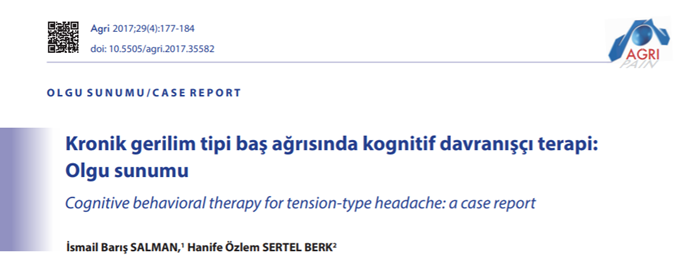 Agri 2017;29(4):177-184
doi: 10.5505/agri.2017.35582
AGRI
PAIN
OLGU SUNUMU/CASE REPORT
Kronik gerilim tipi baş ağrısında kognitif davranışçı terapi:
Olgu sunumu
Cognitive behavioral therapy for tension-type headache: a case report
İsmail Barış SALMAN,¹ Hanife Özlem SERTEL BERK²